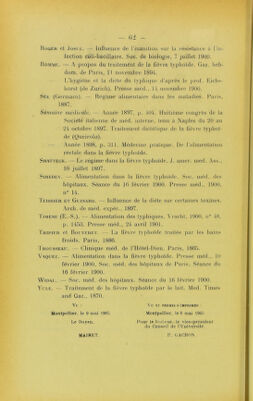 — 62 —
ROGER et JOSUÉ. — Influence de l'inanition sur la résistance à l'in-
fection coli-bacillaire. Soc. de biologie, 7 juillet 1900.
ROMME. — A propos du traitement de la fièvre typhoïde. Gaz. heb-
dom. de Paris, 11 novembre 1894.
— L'hygiène et la diète du typhique d'après le prof. Eich-
horst (de Zurich). Presse méd., 11 novembre 1900.
SÉE (Germain). — Régime alimentaire dans les maladies. Paris,
1887.
Semaine médicale. — Année 1897, p. 404. Huitième congrès de la
Société italienne de méd. interne, tenu à Naples du 20 au
24 octobre 1897. Traitement diététique de la fièvre typhoï-
de (Queirolo).
— Année 1898, p. 311. Médecine pratique. De l'alimentation
rectale dans la fièvre typhoïde.
SHATTUCK. — Le régime dans la fièvre typhoïde. J. amer. med. Ass.,
10 juillet 1897.
SIREDEY. — Alimentation dans la fièvre typhoïde. Soc. méd. des
hôpitaux. Séance du 16 février 1900. Presse méd., 1900,
n° 14.
TEISSIER et GUINARD. — Influence de la diète sur certaines toxines.
Arch. de méd. expér., 1897.
TORESE (E.-S.). — Alimentation des typhiques. Vracht, 1900, n° 48,
p. 1453. Presse méd., 24 avril 1901.
TRIPIER et BOUVERET. — La fièvre typhoïde traitée par les bains
froids. Paris, 1886.
TROUSSEAU. — Clinique méd. de l'Hôtel-Dieu. Paris, 1865.
VAQUEZ. — Alimentation dans la fièvre typhoïde. Presse méd., 10
février 1900. Soc. méd. des hôpitaux de Paris. Séance du
16 février 1900.
WIDAL. — Soc. méd. des hôpitaux. Séance du 16 février 1900.
YULE. — Traitement de la fièvre typhoïde par le lait. Med. Times
and Gaz., 1870.
VU :
Montpellier, le 9 mai 1905
LE DOYEN,
MAIRET.
VU ET PERMIS D'IMPRIMER :
Montpellier, le 9 mai 1905
Pour le Recteur, le vice-président
du Conseil de l'Université.
P. GACHON.